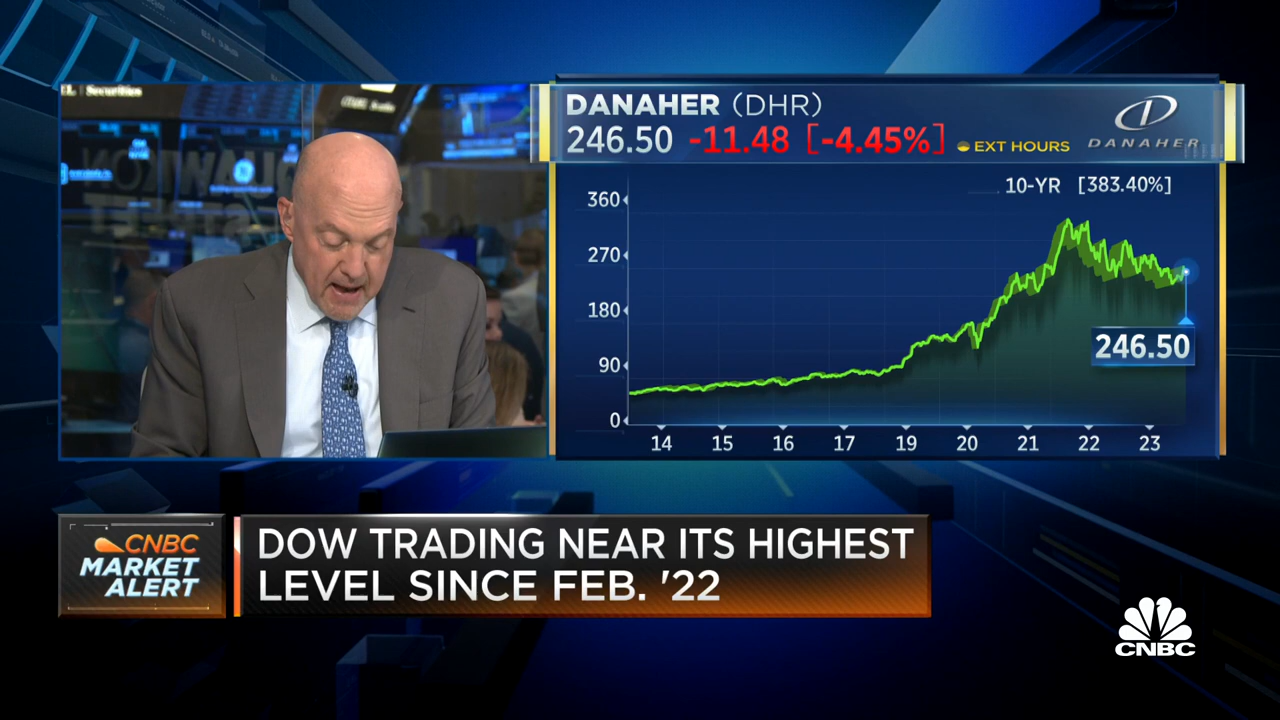 DANAHER (DHR)
246.50 -11.48 [-4.45%] EXT HOURS
DANAHER
10-YR [383.40%]
360
270
180
90
0
246.50
14 15 16 17 19 20 21 22 23
Securities
CNBC
MARKET
ALERT
DOW TRADING NEAR ITS HIGHEST
LEVEL SINCE FEB. '22
CNBC